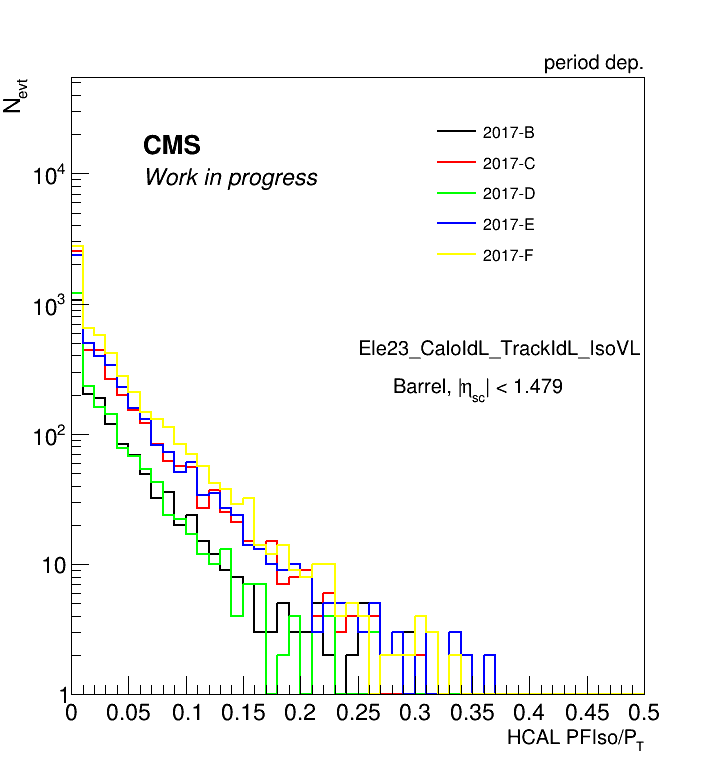 period dep.
N_evt
CMS
Work in progress
2017-B
2017-C
2017-D
2017-E
2017-F
Ele23_CaloIdL_TrackIdL_IsoVL
Barrel, |η_sc| < 1.479
10^4
10^3
10^2
10
1
0 0.05 0.1 0.15 0.2 0.25 0.3 0.35 0.4 0.45 0.5
HCAL PFIso/P_T